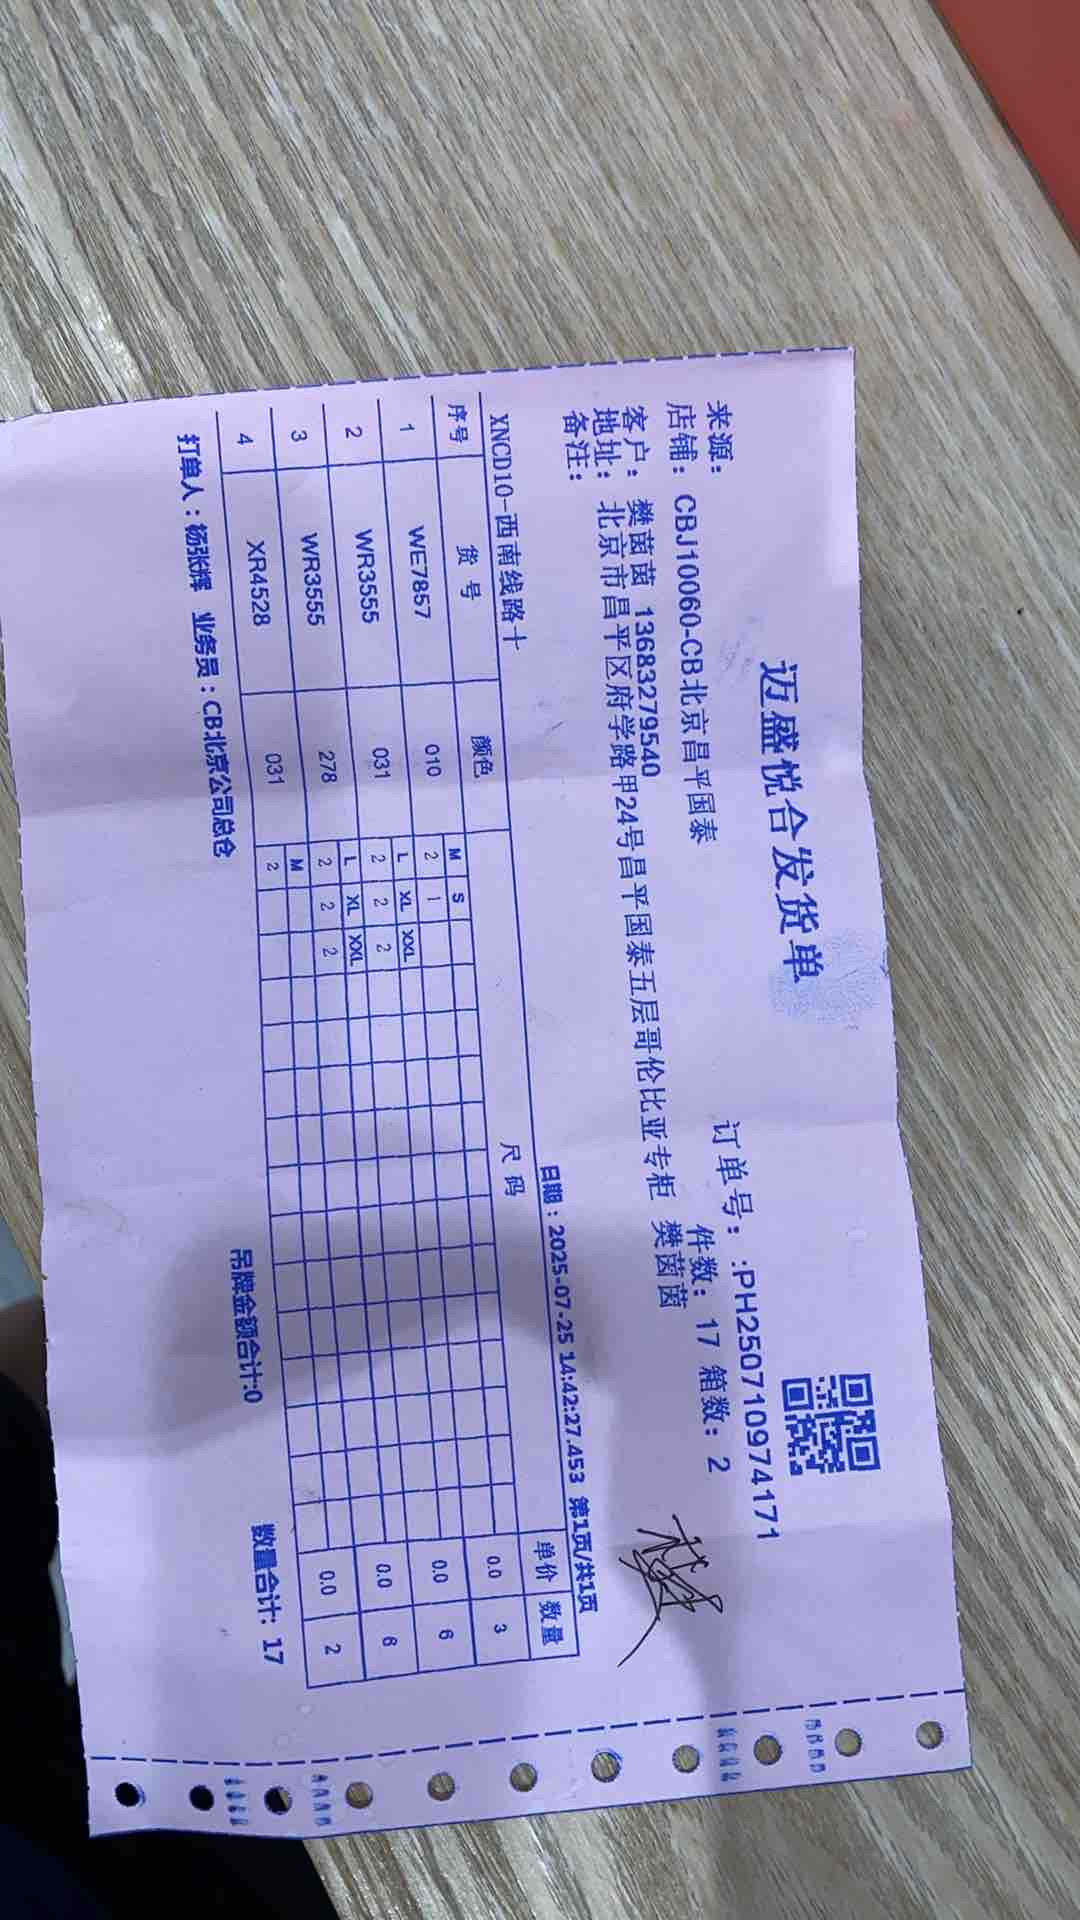 迈盛悦合发货单
来源： 订单号：:PH250710974171
店铺：CBJ10060-CB北京昌平国泰 件数：17 箱数：2
客户：樊茵茵 13683279540
地址：北京市昌平区府学路甲24号昌平国泰五层哥伦比亚专柜 樊茵茵
备注：
XNCD10-西南线路十 日期：2025-07-25 14:42:27.453 第1页/共1页
序号 货号 颜色 尺码 单价 数量
M S
1 WE7857 010 2 1 0.0 3
L XL XXL
2 WR3555 031 2 2 2 0.0 6
L XL XXL
3 WR3555 278 2 2 2 0.0 6
M
4 XR4528 031 2 0.0 2
打单人：杨张辉 业务员：CB北京公司总仓 吊牌金额合计:0 数量合计：17